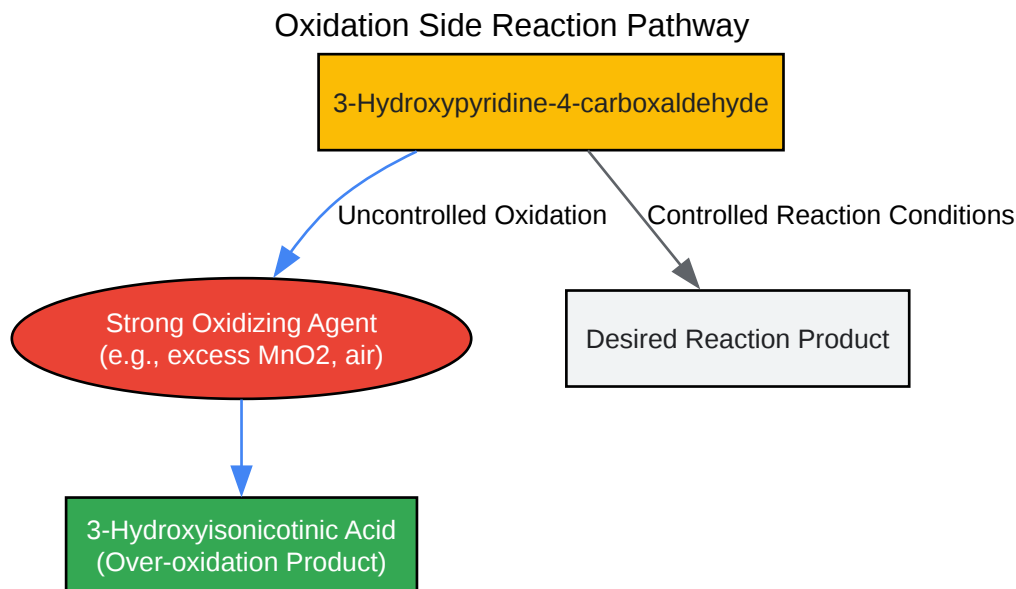 Oxidation Side Reaction Pathway
3-Hydroxypyridine-4-carboxaldehyde
Uncontrolled Oxidation
Controlled Reaction Conditions
Strong Oxidizing Agent
(e.g., excess MnO2, air)
Desired Reaction Product
3-Hydroxyisonicotinic Acid
(Over-oxidation Product)